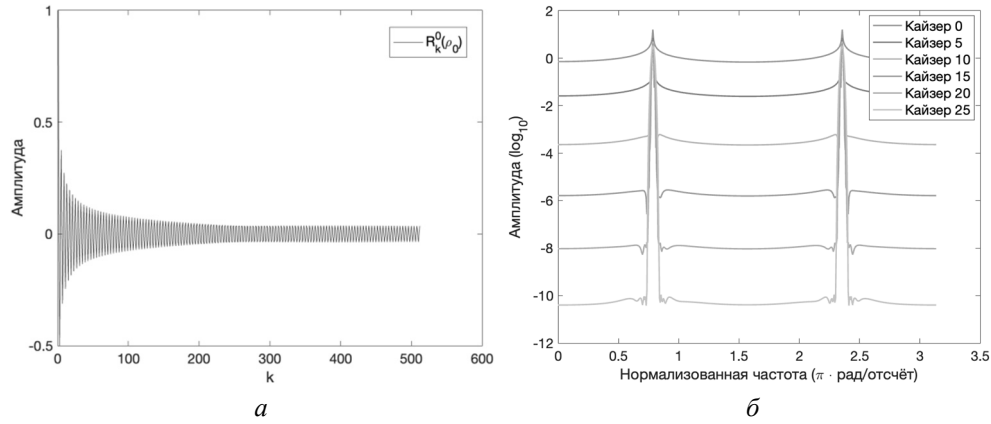 1
0.5
0
-0.5
0 100 200 300 400 500 600
Амплитуда
k
R_k^0(ρ_0)
а
2
0
-2
-4
-6
-8
-10
-12
0 0.5 1 1.5 2 2.5 3 3.5
Амплитуда (log_10)
Нормализованная частота (π · рад/отсчёт)
Кайзер 0
Кайзер 5
Кайзер 10
Кайзер 15
Кайзер 20
Кайзер 25
б